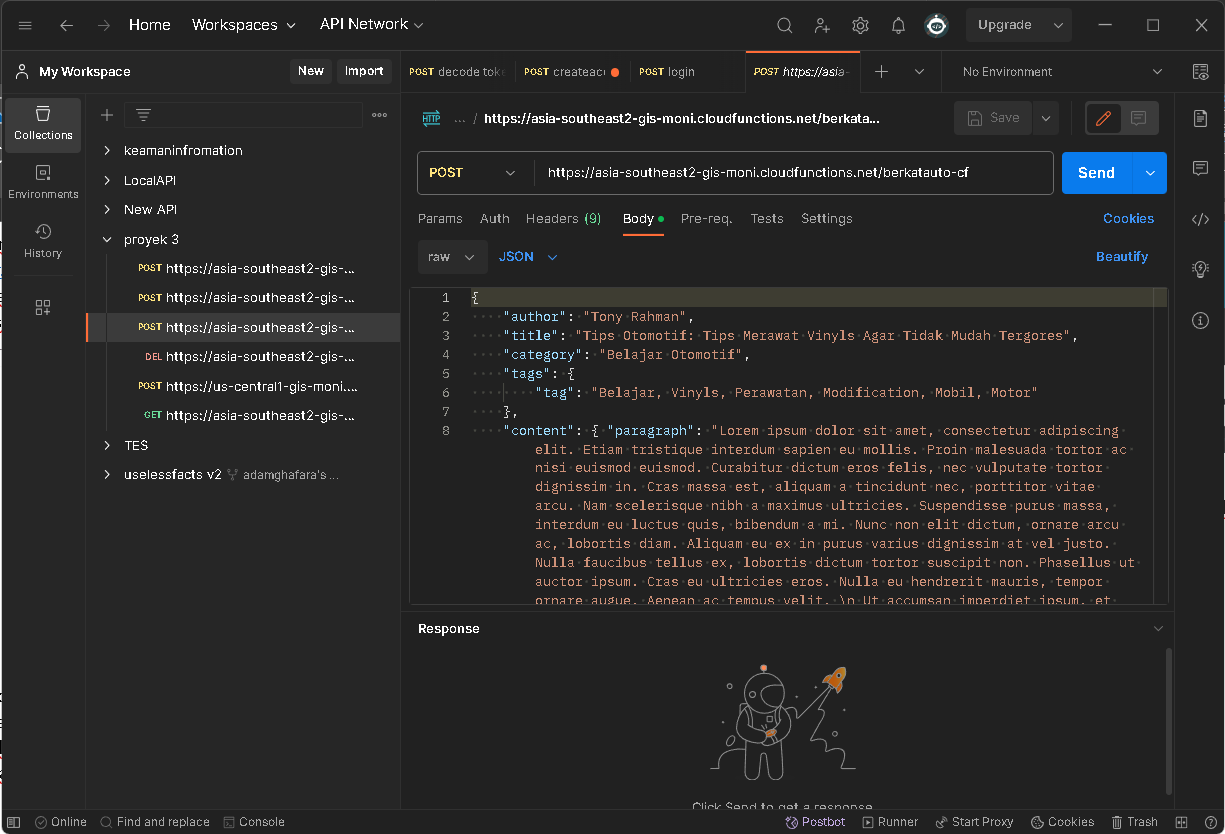 Home Workspaces API Network Upgrade
My Workspace New Import
POST decode toke POST createac POST login POST https://asia- No Environment
Collections
Environments
History
keamaninfromation
LocalAPI
New API
proyek 3
POST https://asia-southeast2-gis-...
POST https://asia-southeast2-gis-...
POST https://asia-southeast2-gis-...
DEL https://asia-southeast2-gis-...
POST https://us-central1-gis-moni....
GET https://asia-southeast2-gis-...
TES
uselessfacts v2 adamghafara's ...
HTTP ... / https://asia-southeast2-gis-moni.cloudfunctions.net/berkata... Save
POST https://asia-southeast2-gis-moni.cloudfunctions.net/berkatauto-cf Send
Params Auth Headers (9) Body Pre-req. Tests Settings Cookies
raw JSON Beautify
1 {
2 "author": "Tony Rahman",
3 "title": "Tips Otomotif: Tips Merawat Vinyls Agar Tidak Mudah Tergores",
4 "category": "Belajar Otomotif",
5 "tags": {
6 "tag": "Belajar, Vinyls, Perawatan, Modification, Mobil, Motor"
7 },
8 "content": { "paragraph": "Lorem ipsum dolor sit amet, consectetur adipiscing
elit. Etiam tristique interdum sapien eu mollis. Proin malesuada tortor ac
nisi euismod euismod. Curabitur dictum eros felis, nec vulputate tortor
dignissim in. Cras massa est, aliquam a tincidunt nec, porttitor vitae
arcu. Nam scelerisque nibh a maximus ultricies. Suspendisse purus massa,
interdum eu luctus quis, bibendum a mi. Nunc non elit dictum, ornare arcu
ac, lobortis diam. Aliquam eu ex in purus varius dignissim at vel justo.
Nulla faucibus tellus ex, lobortis dictum tortor suscipit non. Phasellus ut
auctor ipsum. Cras eu ultricies eros. Nulla eu hendrerit mauris, tempor
ornare augue. Aenean ac tempus velit. \n Ut accumsan imperdiet ipsum, et
Response
Click Send to get a response
Online Find and replace Console Postbot Runner Start Proxy Cookies Trash